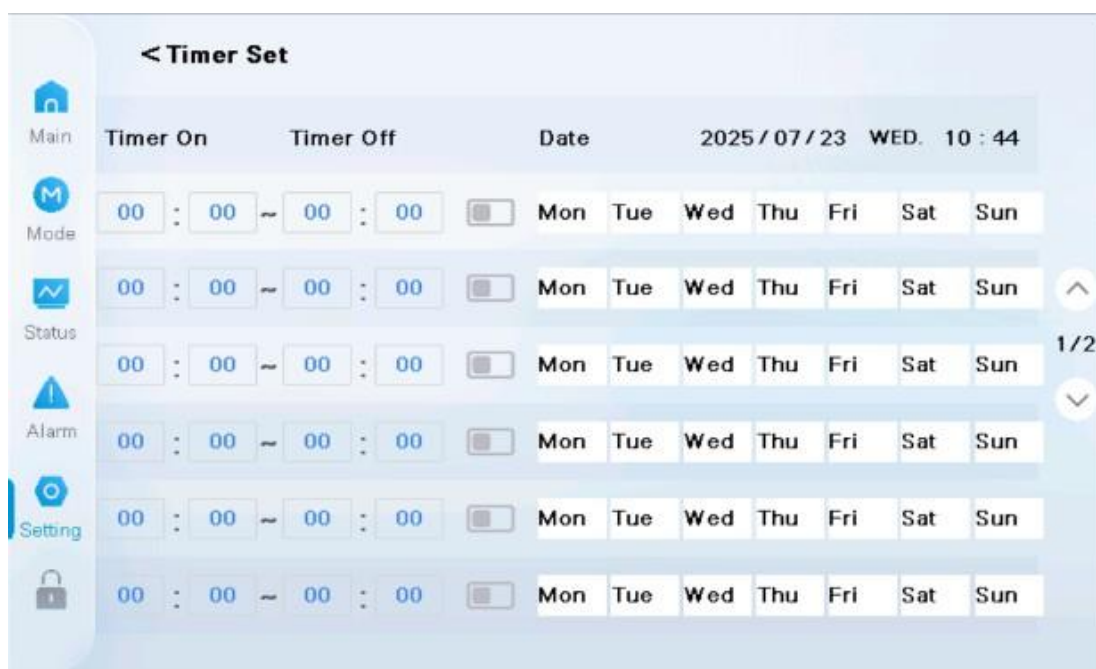 < Timer Set
Main
Timer On Timer Off Date 2025/07/23 WED. 10 : 44
Mode
00 : 00 ~ 00 : 00 Mon Tue Wed Thu Fri Sat Sun
00 : 00 ~ 00 : 00 Mon Tue Wed Thu Fri Sat Sun
Status
1/2
00 : 00 ~ 00 : 00 Mon Tue Wed Thu Fri Sat Sun
Alarm
00 : 00 ~ 00 : 00 Mon Tue Wed Thu Fri Sat Sun
Setting
00 : 00 ~ 00 : 00 Mon Tue Wed Thu Fri Sat Sun
00 : 00 ~ 00 : 00 Mon Tue Wed Thu Fri Sat Sun